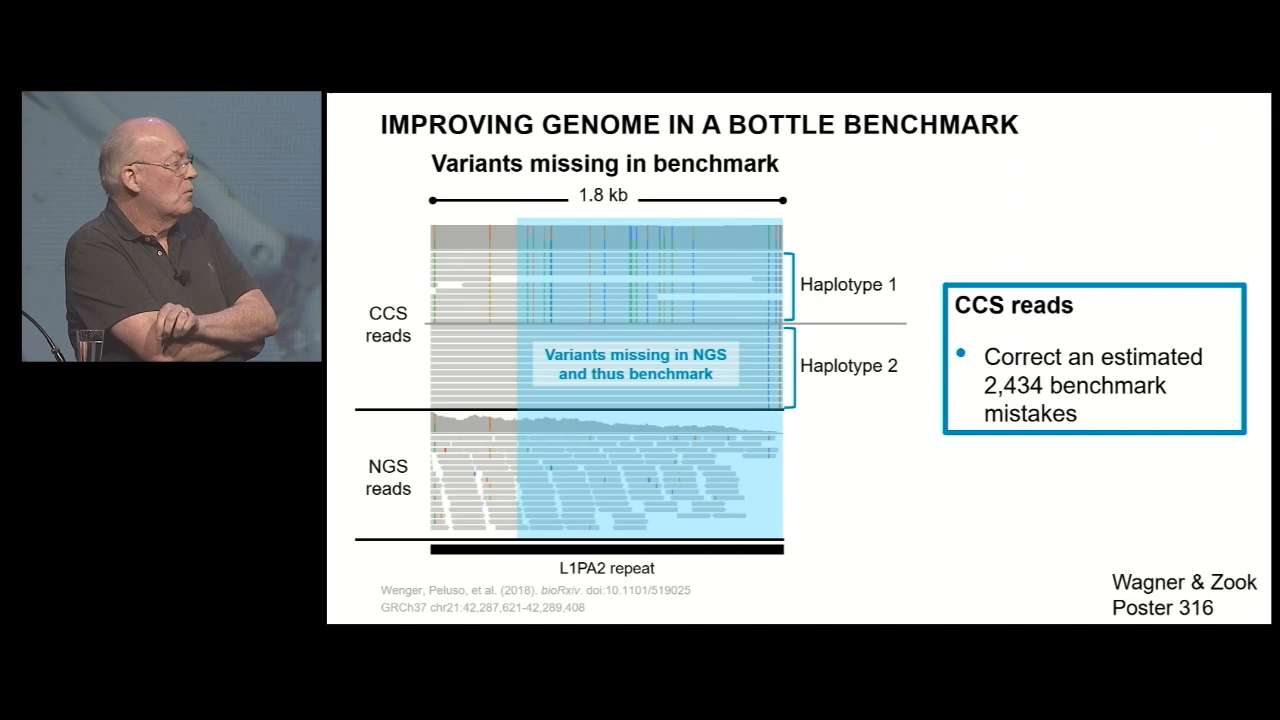 IMPROVING GENOME IN A BOTTLE BENCHMARK
Variants missing in benchmark
1.8 kb
CCS
reads
Haplotype 1
Variants missing in NGS
and thus benchmark
Haplotype 2
NGS
reads
L1PA2 repeat
CCS reads
• Correct an estimated
2,434 benchmark
mistakes
Wenger, Peluso, et al. (2018). bioRxiv. doi:10.1101/519025
GRCh37 chr21:42,287,621-42,289,408
Wagner & Zook
Poster 316